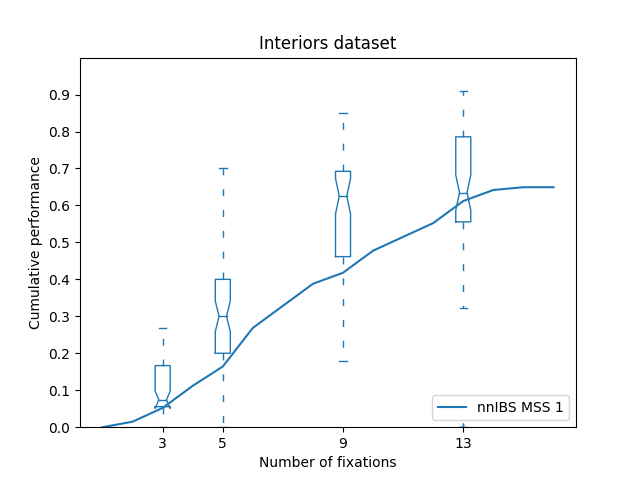 Interiors dataset
Cumulative performance
0.9
0.8
0.7
0.6
0.5
0.4
0.3
0.2
0.1
0.0
nnIBS MSS 1
3 5 9 13
Number of fixations